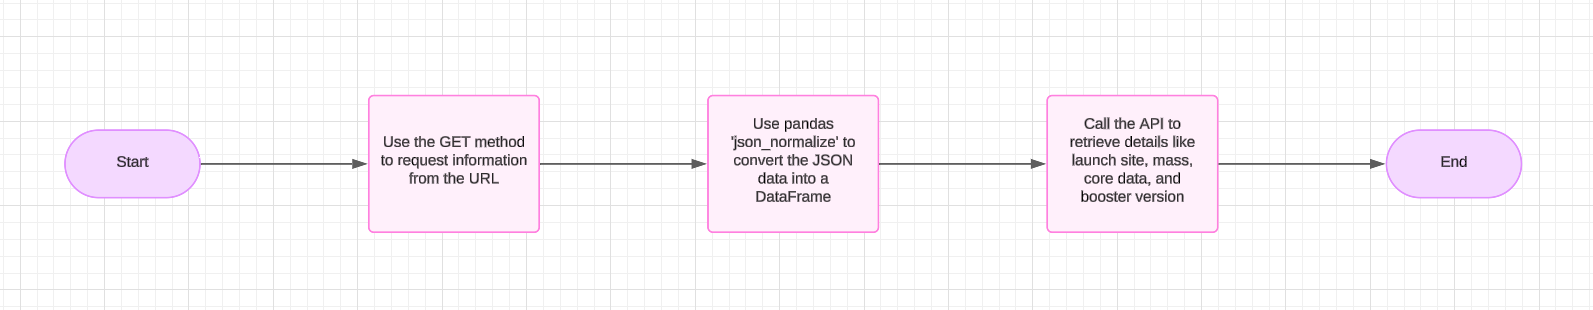 Start
Use the GET method
to request information
from the URL
Use pandas
'json_normalize' to
convert the JSON
data into a
DataFrame
Call the API to
retrieve details like
launch site, mass,
core data, and
booster version
End